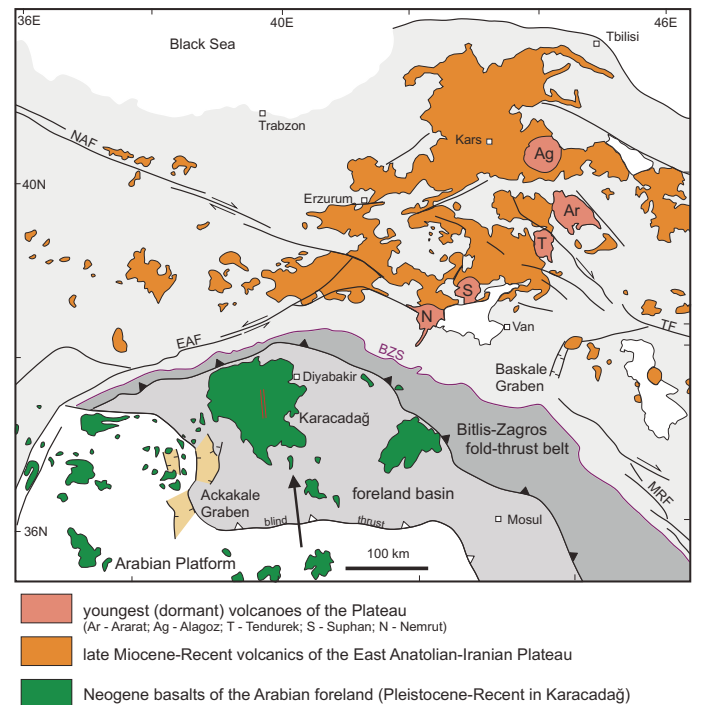 36E
40E
46E
Black Sea
Tbilisi
Trabzon
NAF
Kars
Ag
40N
Erzurum
Ar
T
S
N
Van
TF
EAF
BZS
Baskale
Graben
Diyabakir
Karacadağ
Bitlis-Zagros
fold-thrust belt
Ackakale
Graben
foreland basin
MRF
36N
blind thrust
Mosul
Arabian Platform
100 km
youngest (dormant) volcanoes of the Plateau
(Ar - Ararat; Ag - Alagoz; T - Tendurek; S - Suphan; N - Nemrut)
late Miocene-Recent volcanics of the East Anatolian-Iranian Plateau
Neogene basalts of the Arabian foreland (Pleistocene-Recent in Karacadağ)